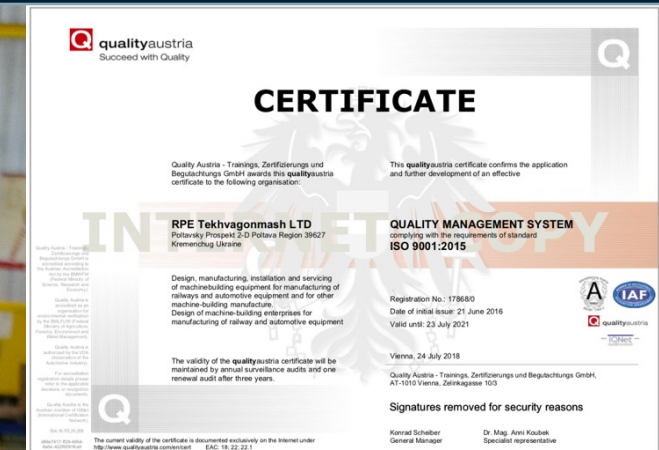 qualityaustria
Succeed with Quality
CERTIFICATE
Quality Austria - Trainings, Zertifizierungs und
Begutachtungs GmbH awards this qualityaustria
certificate to the following organisation:
This qualityaustria certificate confirms the application
and further development of an effective
INTERNET COPY
RPE Tekhvagonmash LTD
Poltavsky Prospekt 2-D Poltava Region 39627
Kremenchug Ukraine
QUALITY MANAGEMENT SYSTEM
complying with the requirements of standard
ISO 9001:2015
Design, manufacturing, installation and servicing
of machinebuilding equipment for manufacturing of
railways and automotive equipment and for other
machine-building manufacture.
Design of machine-building enterprises for
manufacturing of railway and automotive equipment
Registration No.: 17868/0
Date of initial issue: 21 June 2016
Valid until: 23 July 2021
IAF
qualityaustria
IQNet
The validity of the qualityaustria certificate will be
maintained by annual surveillance audits and one
renewal audit after three years.
Vienna, 24 July 2018
Quality Austria - Trainings, Zertifizierungs und Begutachtungs GmbH,
AT-1010 Vienna, Zelinkagasse 10/3
Signatures removed for security reasons
Konrad Scheiber
General Manager
Dr. Mag. Anni Koubek
Specialist representative
The current validity of the certificate is documented exclusively on the Internet under
http://www.qualityaustria.com/en/cert EAC: 18; 22; 22.1